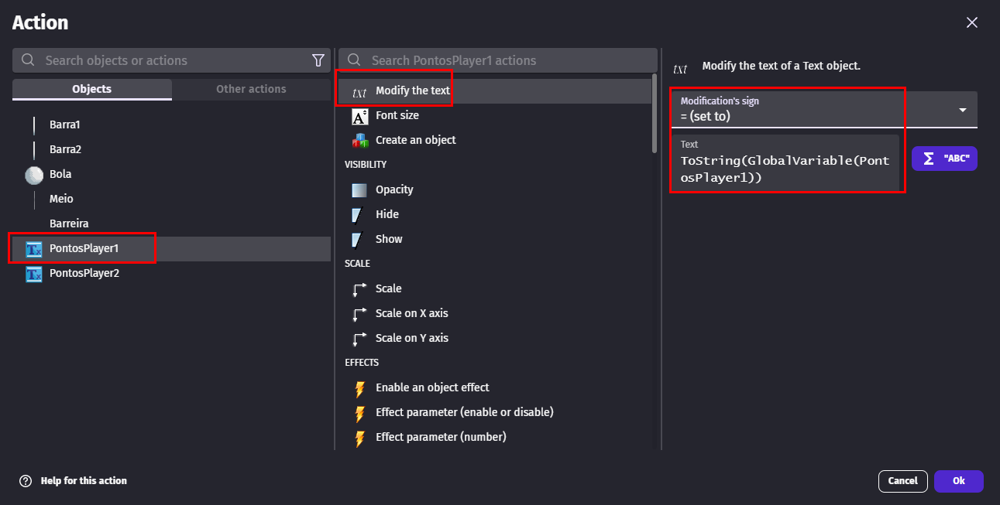 Action
Search objects or actions
Objects
Other actions
Barra1
Barra2
Bola
Meio
Barreira
PontosPlayer1
PontosPlayer2
Search PontosPlayer1 actions
txt Modify the text
A Font size
Create an object
VISIBILITY
Opacity
Hide
Show
SCALE
Scale
Scale on X axis
Scale on Y axis
EFFECTS
Enable an object effect
Effect parameter (enable or disable)
Effect parameter (number)
txt Modify the text of a Text object.
Modification's sign
= (set to)
Text
ToString(GlobalVariable(Pont
osPlayer1))
Σ "ABC"
Help for this action
Cancel
Ok